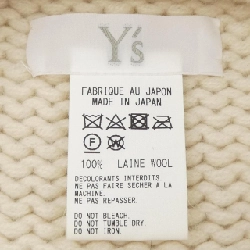 Y's
FABRIQUE AU JAPON
MADE IN JAPAN
100% LAINE WOOL
DECOLORANTS INTERDITS
NE PAS FAIRE SÉCHER À LA
MACHINE.
NE PAS REPASSER.
DO NOT BLEACH.
DO NOT TUMBLE DRY.
DO NOT IRON.